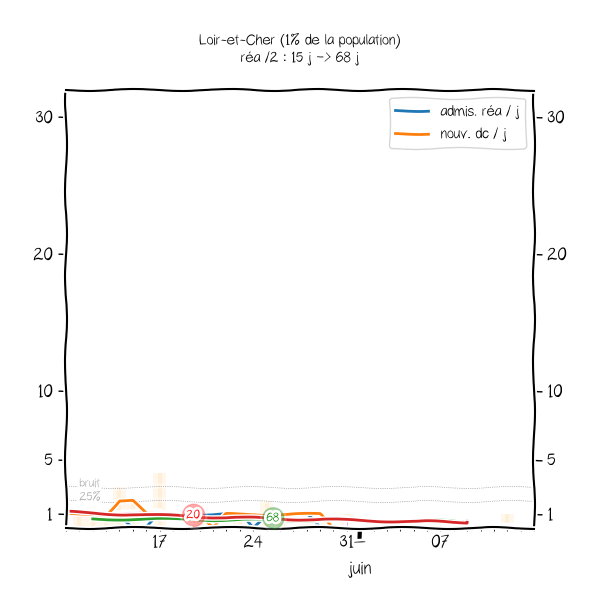 Loir-et-Cher (1% de la population)
réa /2 : 15 j -> 68 j
admis. réa / j
nouv. dc / j
30 30
20 20
10 10
5 5
bruit
25%
1 20 68 1
17 24 31 07
juin